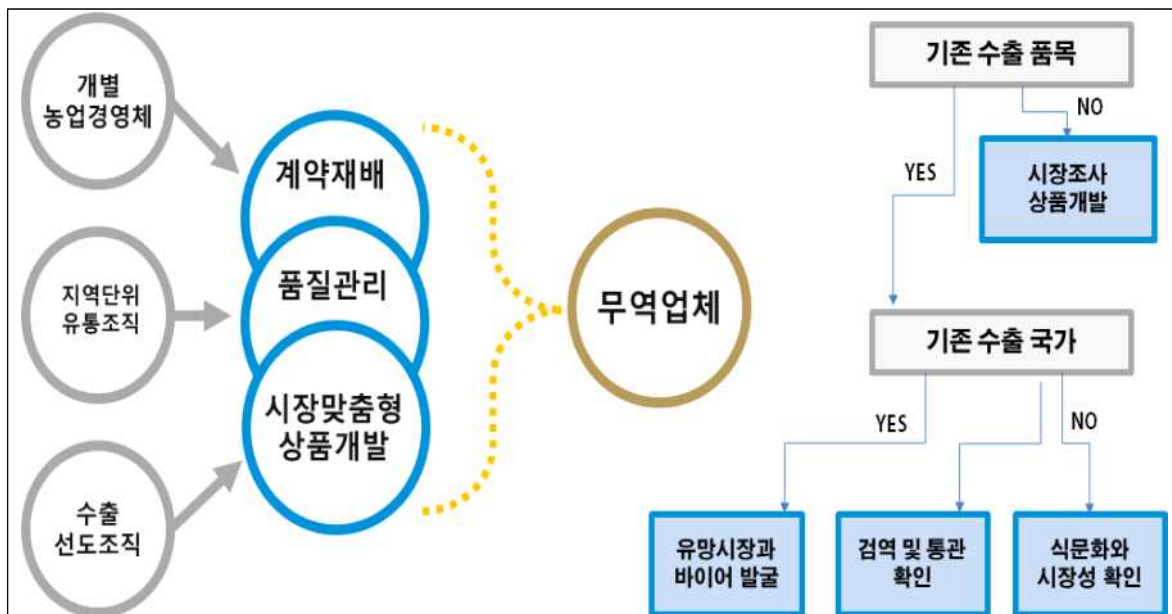 개별
농업경영체
지역단위
유통조직
수출
선도조직
계약재배
품질관리
시장맞춤형
상품개발
무역업체
기존 수출 품목
NO
YES
시장조사
상품개발
기존 수출 국가
YES
NO
유망시장과
바이어 발굴
검역 및 통관
확인
식문화와
시장성 확인